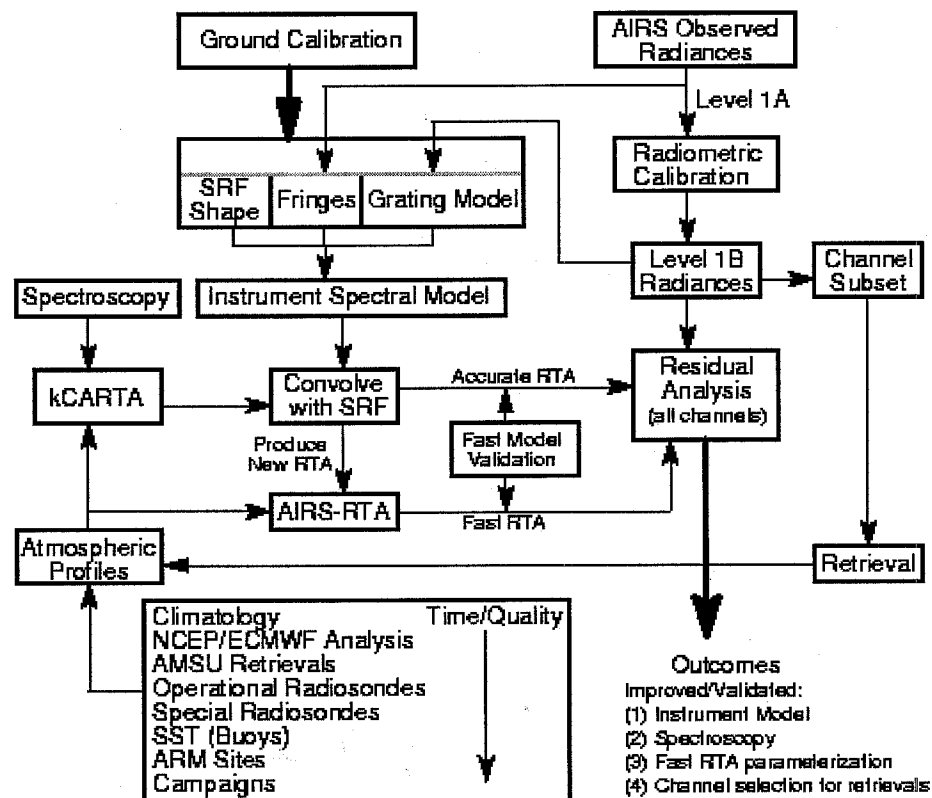 Ground Calibration
AIRS Observed
Radiances
Level 1A
SRF
Shape
Fringes
Grating Model
Radiometric
Calibration
Level 1B
Radiances
Channel
Subset
Spectroscopy
Instrument Spectral Model
kCARTA
Convolve
with SRF
Accurate RTA
Residual
Analysis
(all channels)
Produce
New RTA
Fast Model
Validation
AIRS-RTA
Fast RTA
Atmospheric
Profiles
Retrieval
Climatology
Time/Quality
NCEP/ECMWF Analysis
AMSU Retrievals
Operational Radiosondes
Special Radiosondes
SST (Buoys)
ARM Sites
Campaigns
Outcomes
Improved/Validated:
(1) Instrument Model
(2) Spectroscopy
(3) Fast RTA parameterization
(4) Channel selection for retrievals